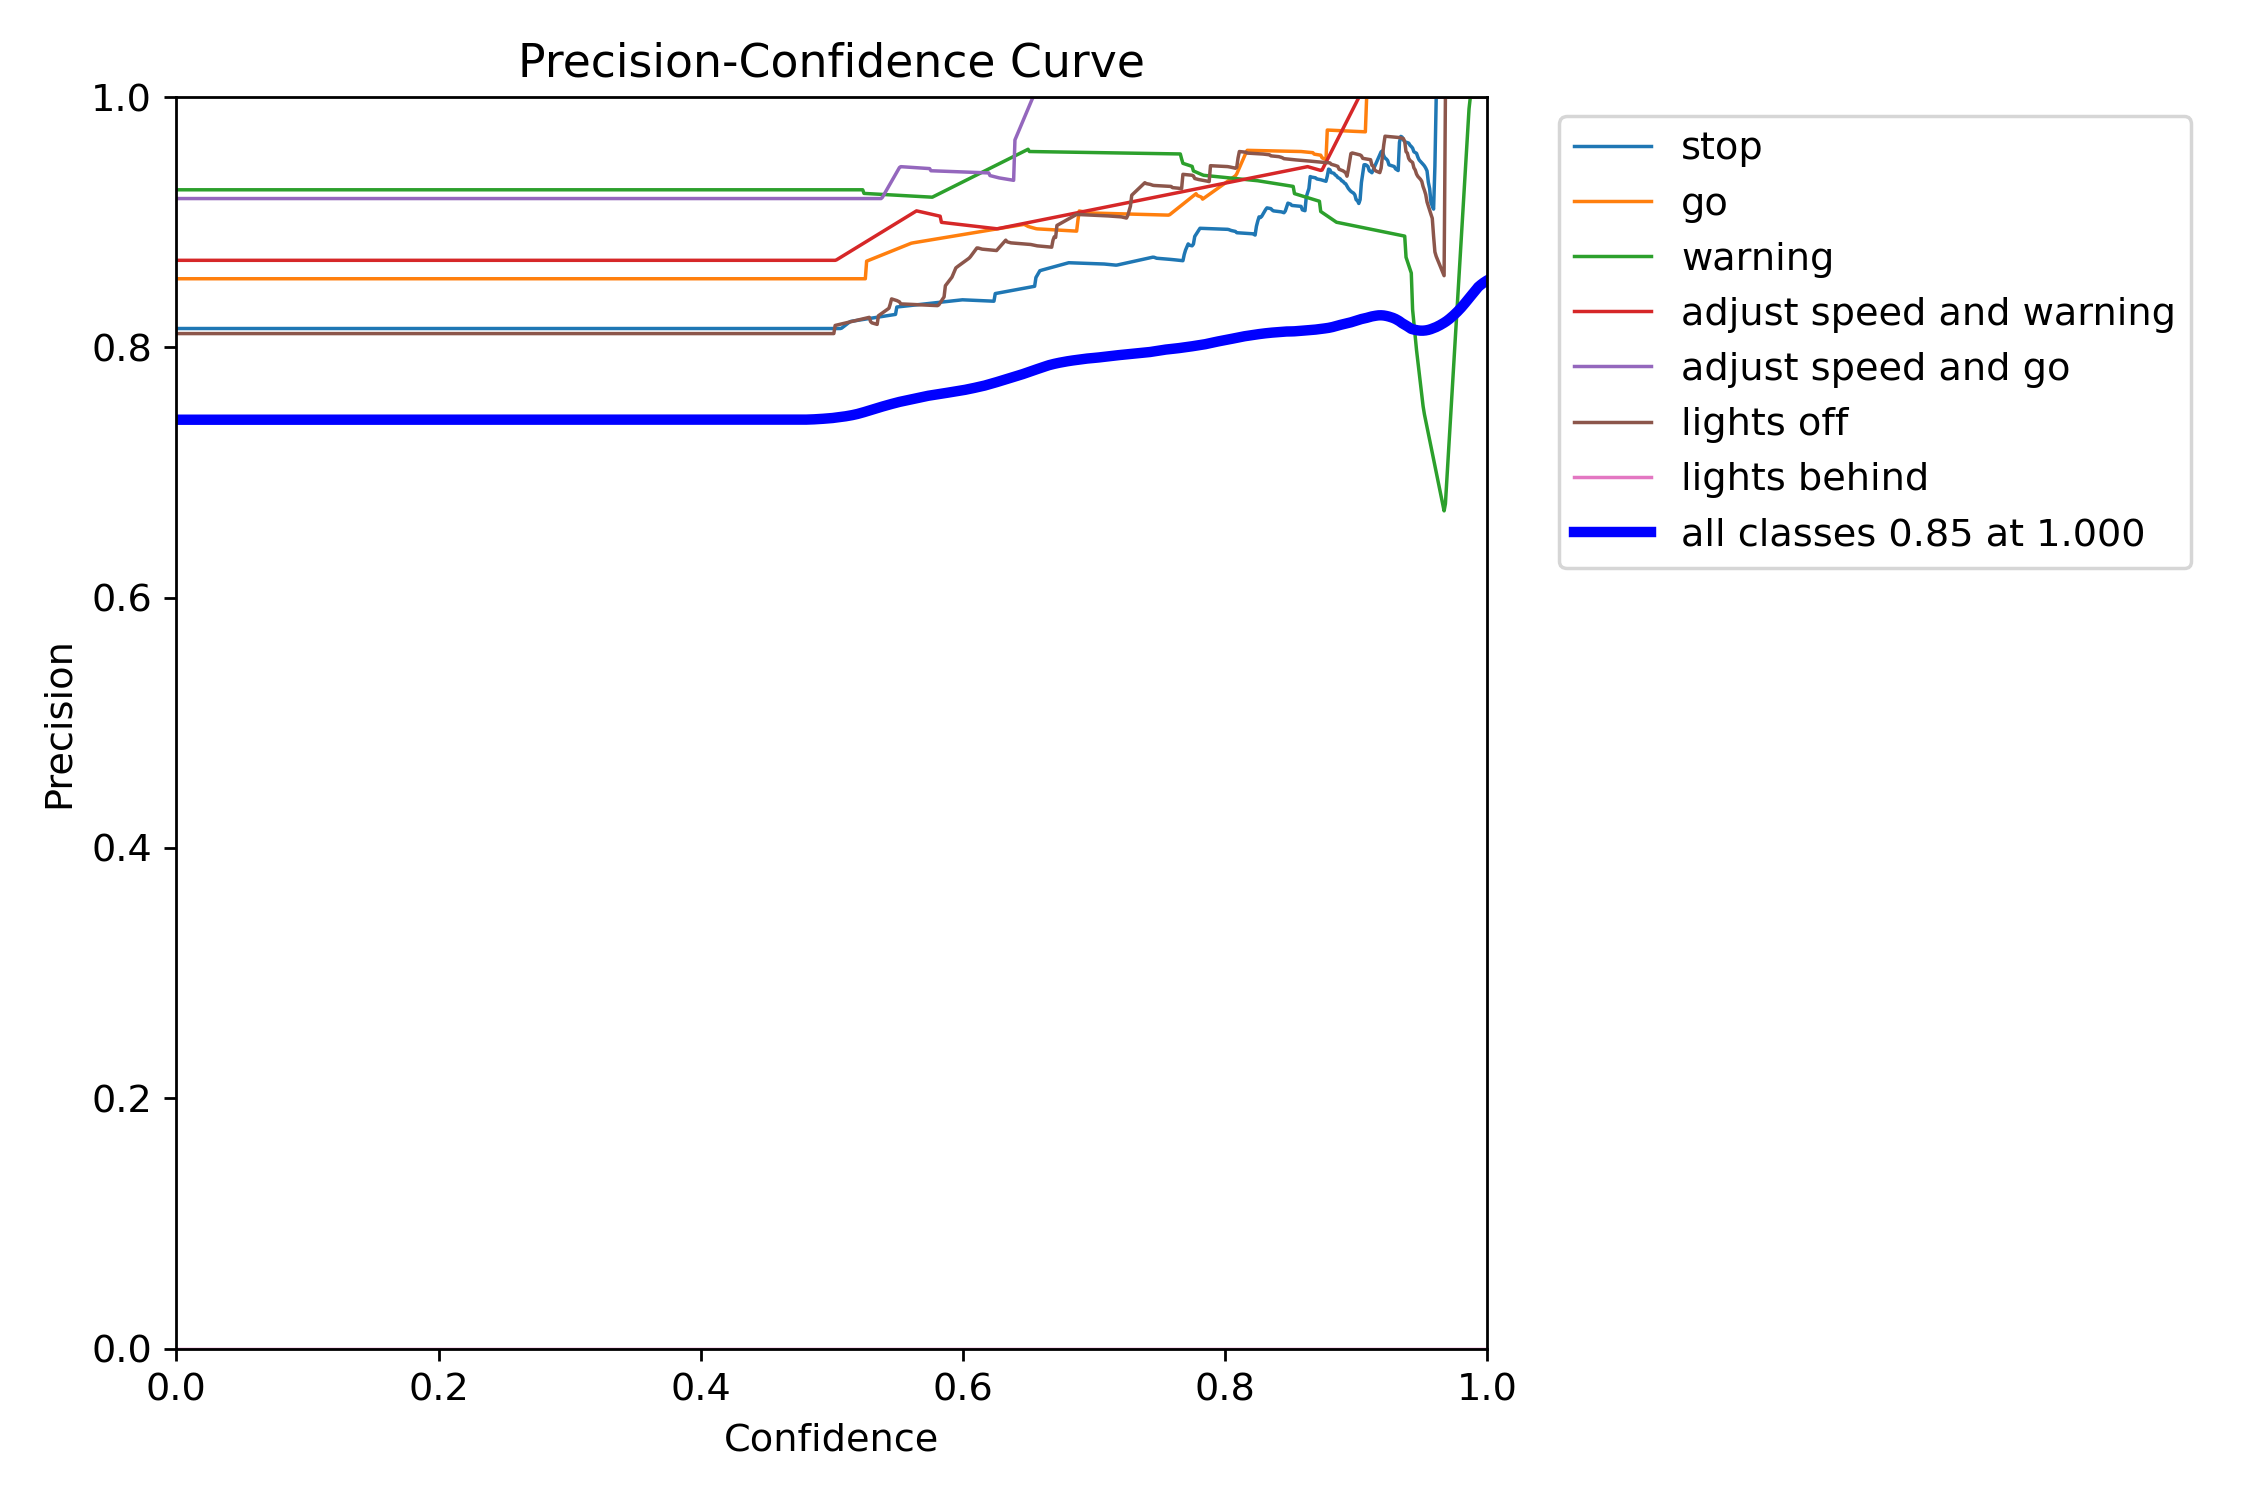 Precision-Confidence Curve
1.0
0.8
0.6
0.4
0.2
0.0
Precision
0.0 0.2 0.4 0.6 0.8 1.0
Confidence
stop
go
warning
adjust speed and warning
adjust speed and go
lights off
lights behind
all classes 0.85 at 1.000